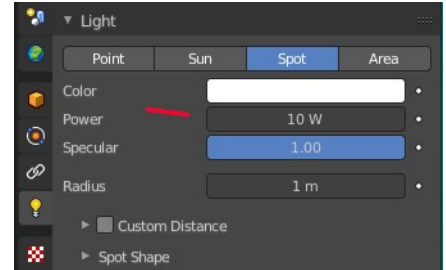 Light
Point Sun Spot Area
Color
Power 10 W
Specular 1.00
Radius 1 m
Custom Distance
Spot Shape